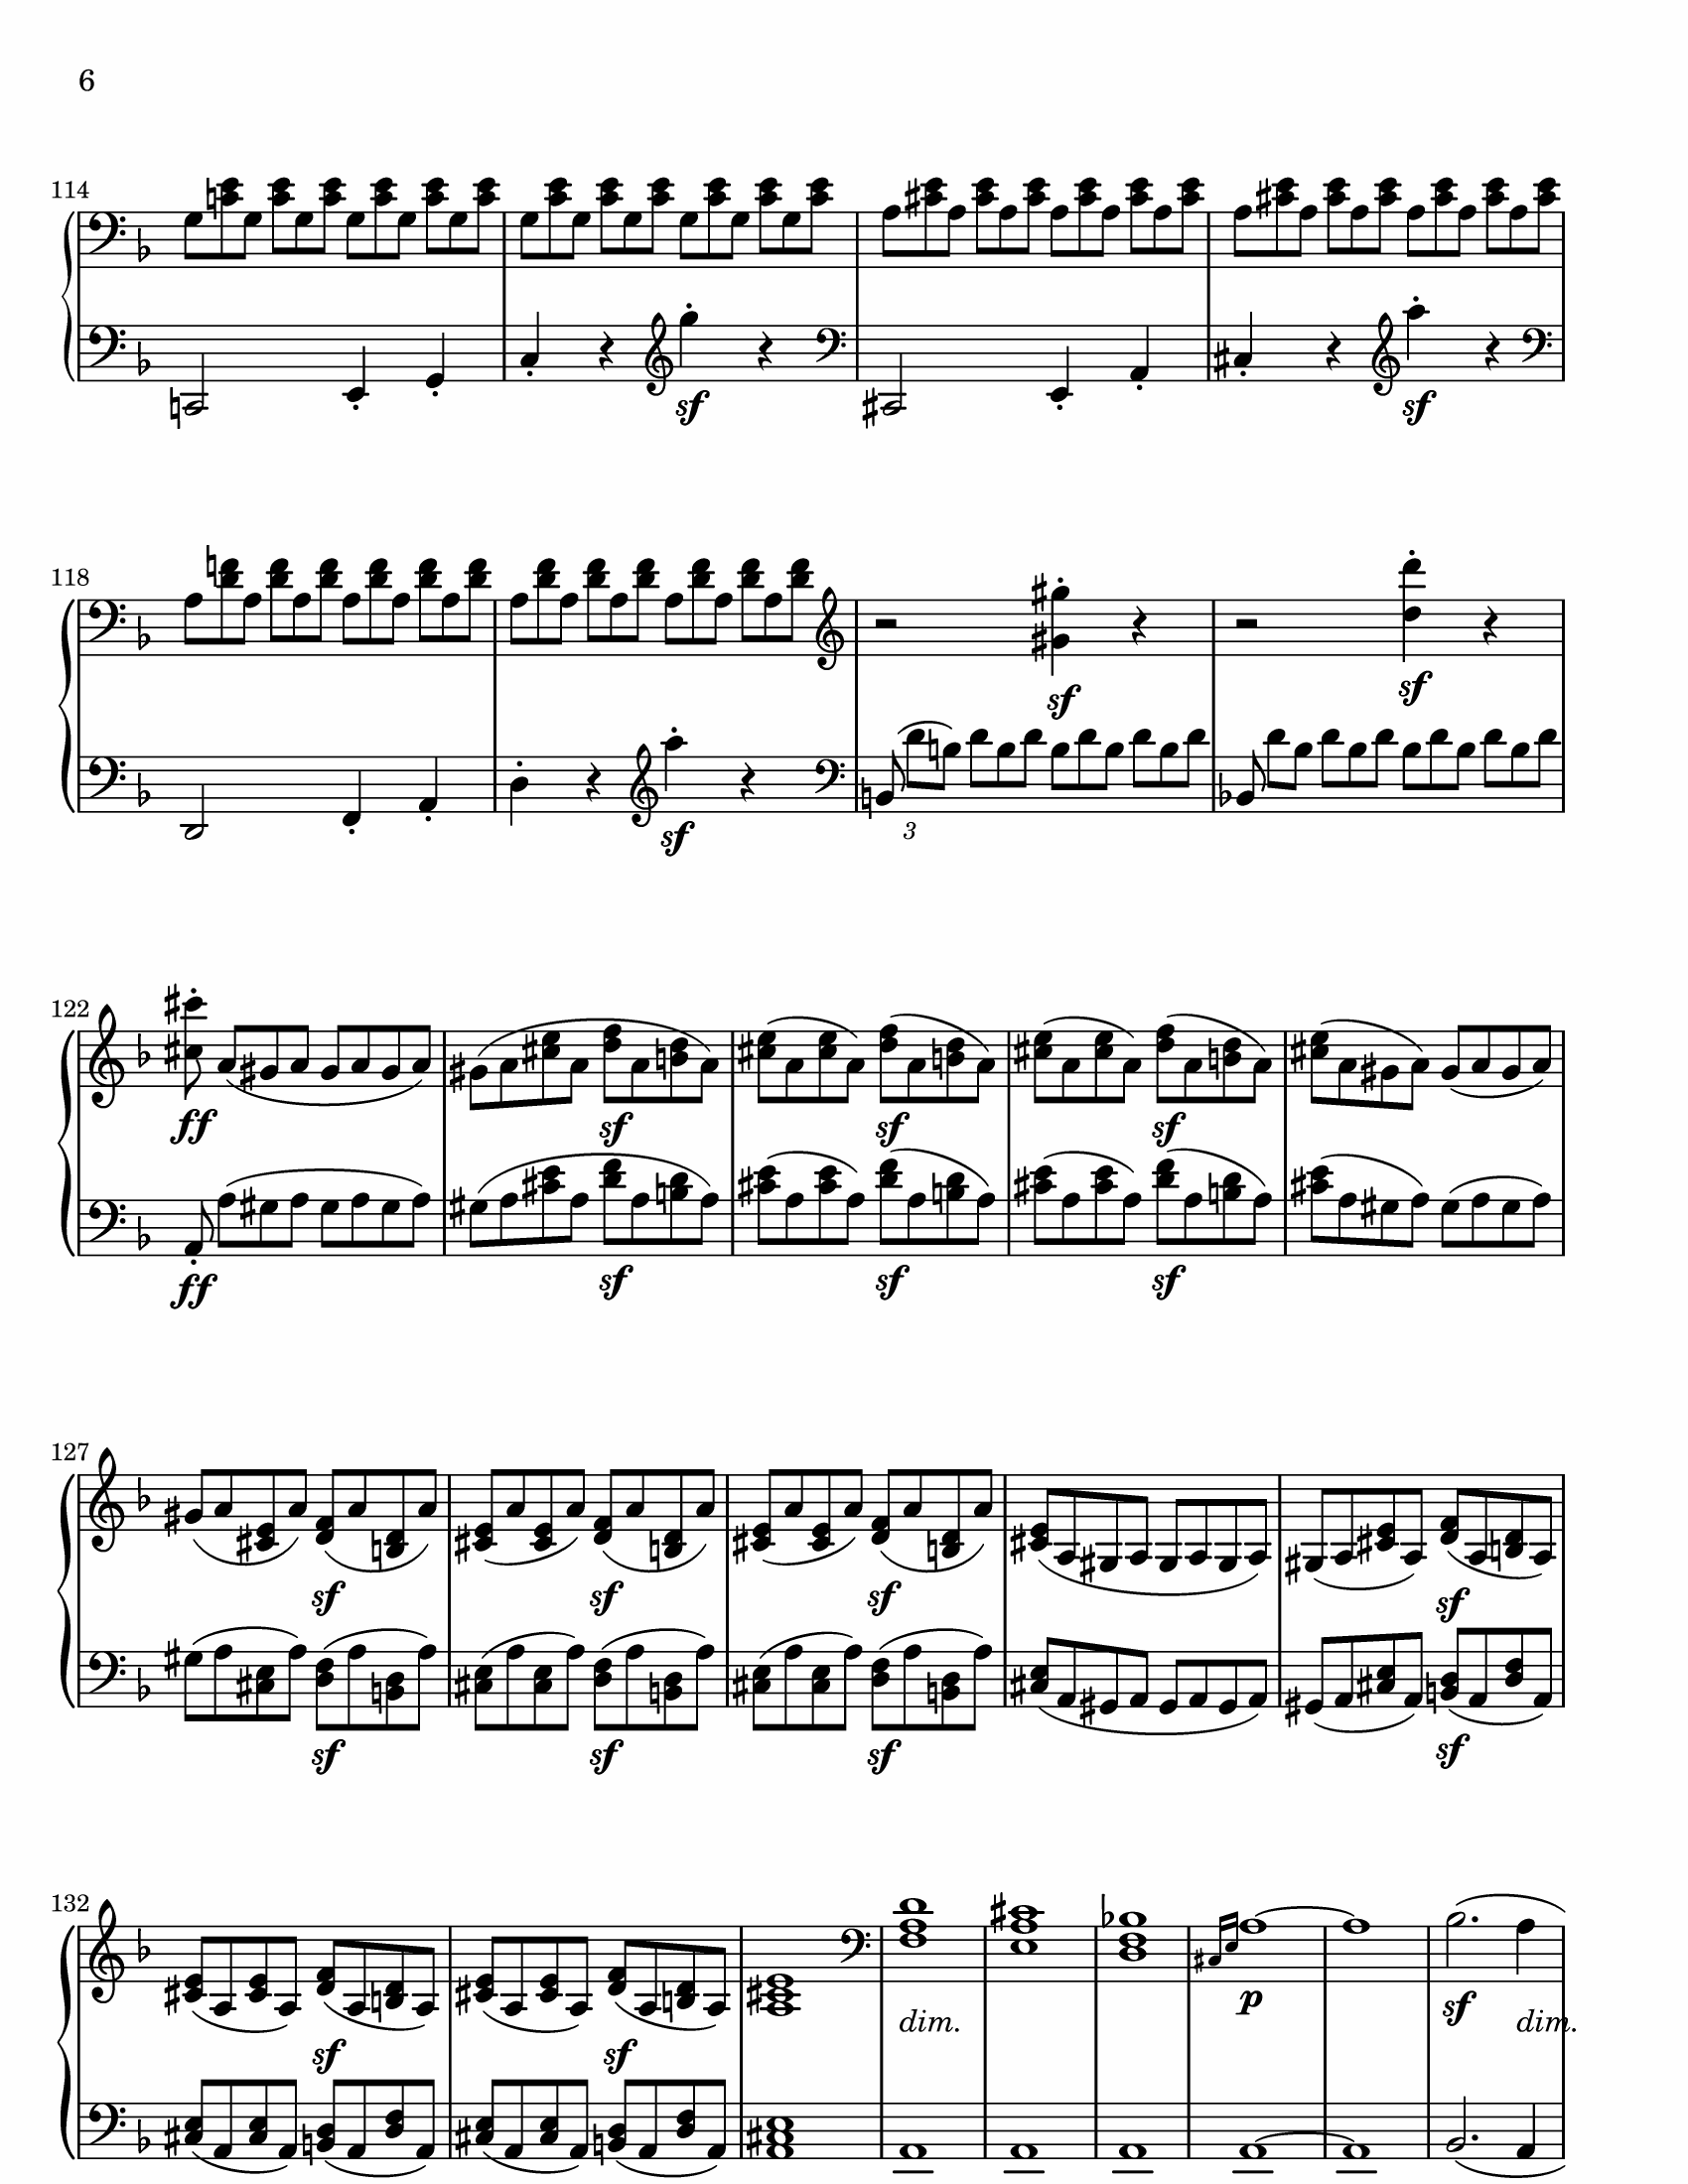 6
114
sf sf
118
sf sf
sf
3
122
ff sf sf sf
ff sf sf sf
127
sf sf sf sf
sf sf sf sf
132
sf sf dim. p sf dim.